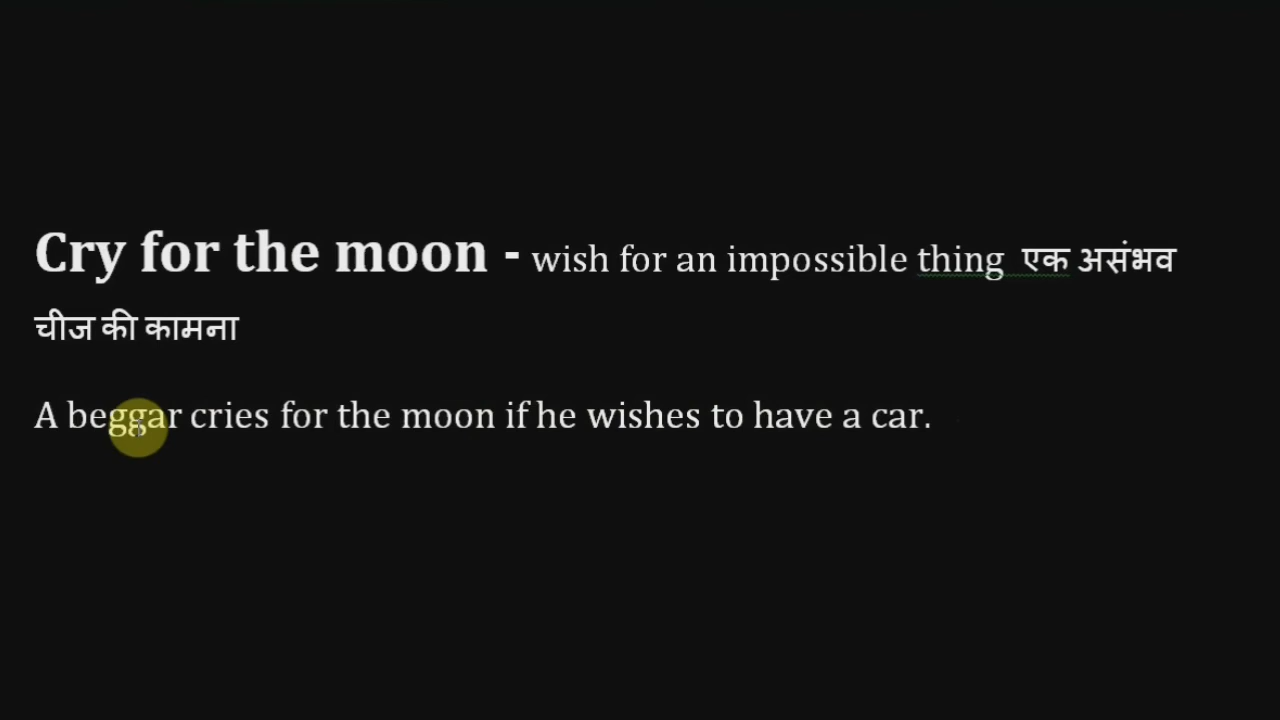 Cry for the moon - wish for an impossible thing एक असंभव
चीज की कामना
A beggar cries for the moon if he wishes to have a car.